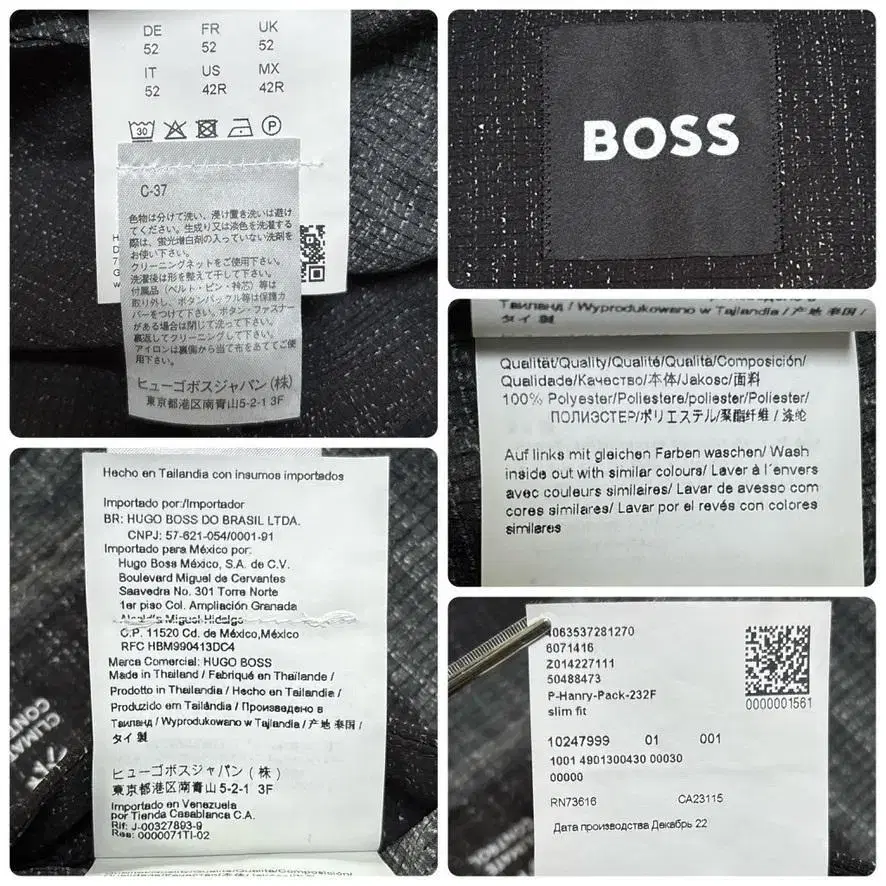 DE FR UK
52 52 52
IT US MX
52 42R 42R
30
P
C-37
色物は分けて洗い、浸け置き洗いは避け
てください。生成り又は淡色を洗濯する
際は、蛍光増白剤の入っていない洗剤を
お使い下さい。
クリーニングネットをご使用下さい。
洗濯後は形を整えて干して下さい。
付属品(ベルト・ピン・衿芯)等は
取り外し、ボタンバックル等は保護カ
バーをつけて下さい。ボタン・ファスナー
がある場合は閉じて洗って下さい。
裏返してクリーニングして下さい。
アイロンは裏側から当て布をあててご使
用下さい。
ヒューゴボスジャパン(株)
東京都港区南青山5-2-1 3F
BOSS
Таиланд / Wyprodukowano w Tajlandia / 产地 泰国 /
タイ 製
Qualität/Quality/Qualité/Qualità/Composición/
Qualidade/Качество/本体/Jakosc/面料
100% Polyester/Poliestere/poliester/Poliester/
ПОЛИЭСТЕР/ポリエステル/聚酯纤维 / 涤纶
Auf links mit gleichen Farben waschen/ Wash
inside out with similar colours/ Laver à l'envers
avec couleurs similaires/ Lavar de avesso com
cores similares/ Lavar por el revés con colores
similares
Hecho en Tailandia con insumos importados
Importado por:/Importador
BR: HUGO BOSS DO BRASIL LTDA.
CNPJ: 57-621-054/0001-91
Importado para México por:
Hugo Boss México, S.A. de C.V.
Boulevard Miguel de Cervantes
Saavedra No. 301 Torre Norte
1er piso Col. Ampliación Granada
Miguel Hidalgo
C.P. 11520 Cd. de México,México
RFC HBM990413DC4
Marca Comercial: HUGO BOSS
Made in Thailand / Fabriqué en Thaïlande /
Prodotto in Thailandia / Hecho en Tailandia /
Produzido em Tailândia / Произведено в
Таиланд / Wyprodukowano w Tajlandia / 产地 泰国 /
タイ 製
ヒューゴボスジャパン (株)
東京都港区南青山5-2-1 3F
Importado en Venezuela
por Tienda Casablanca C.A.
Rif: J-00327893-9
Res: 0000071TI-02
4063537281270
6071416
Z014227111
50488473
P-Hanry-Pack-232F
slim fit
0000001561
10247999 01 001
1001 4901300430 00030
00000
RN73616 CA23115
Дата производства Декабрь 22